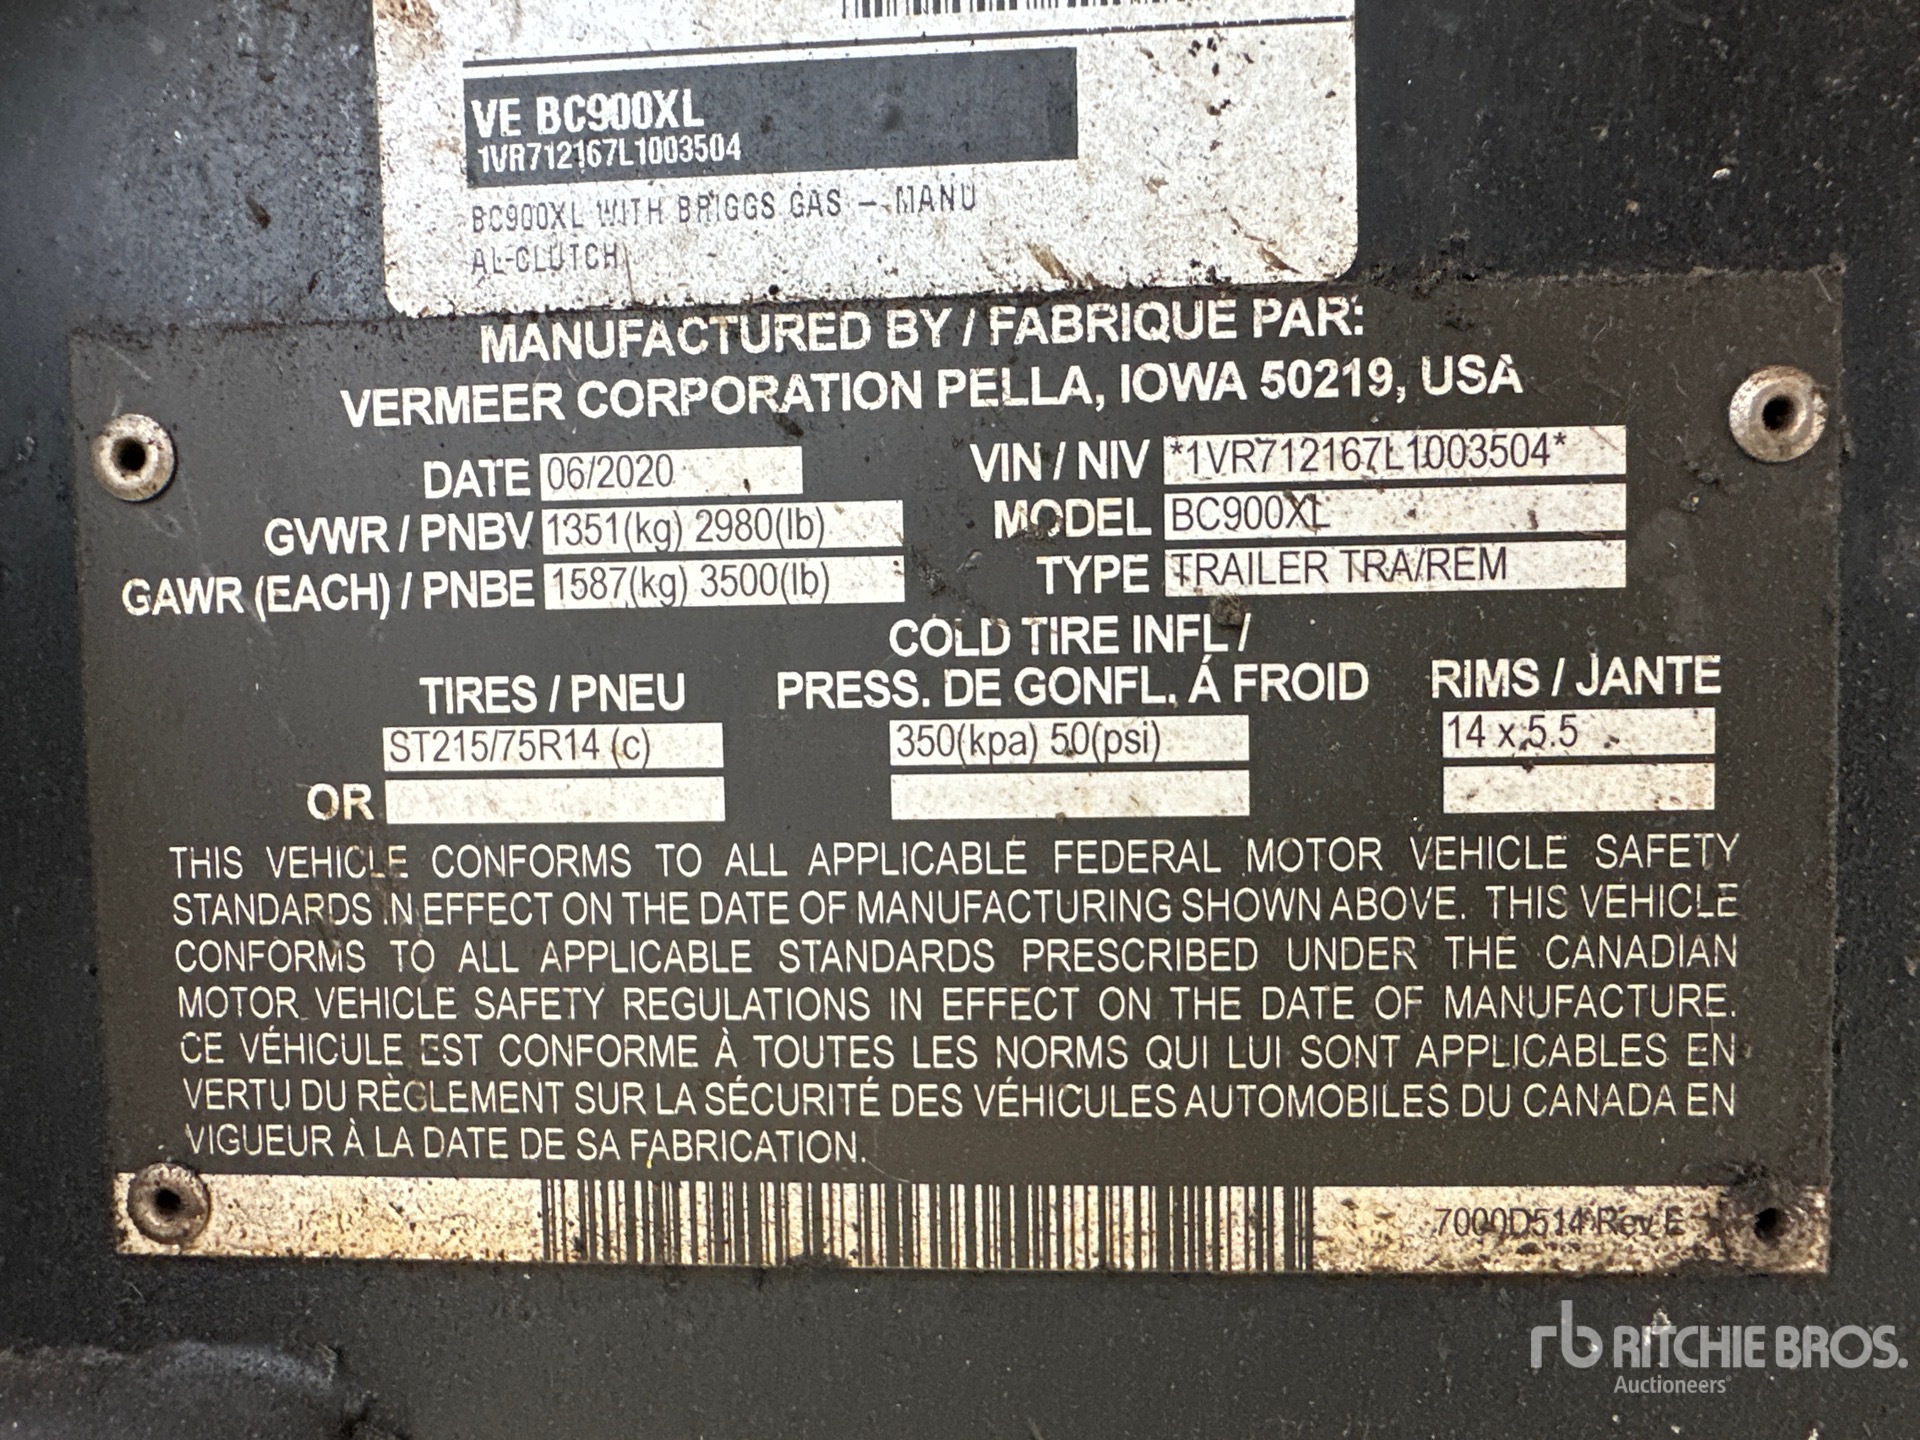 VE BC900XL
1VR712167L1003504
BC900XL WITH BRIGGS GAS - MANU
AL-CLUTCH
MANUFACTURED BY / FABRIQUE PAR:
VERMEER CORPORATION PELLA, IOWA 50219, USA
DATE 06/2020 VIN / NIV *1VR712167L1003504*
GVWR / PNBV 1351(kg) 2980(lb) MODEL BC900XL
GAWR (EACH) / PNBE 1587(kg) 3500(lb) TYPE TRAILER TRA/REM
COLD TIRE INFL /
TIRES / PNEU PRESS. DE GONFL. Á FROID RIMS / JANTE
ST215/75R14 (c) 350(kpa) 50(psi) 14 x 5.5
OR
THIS VEHICLE CONFORMS TO ALL APPLICABLE FEDERAL MOTOR VEHICLE SAFETY
STANDARDS IN EFFECT ON THE DATE OF MANUFACTURING SHOWN ABOVE. THIS VEHICLE
CONFORMS TO ALL APPLICABLE STANDARDS PRESCRIBED UNDER THE CANADIAN
MOTOR VEHICLE SAFETY REGULATIONS IN EFFECT ON THE DATE OF MANUFACTURE.
CE VÉHICULE EST CONFORME À TOUTES LES NORMS QUI LUI SONT APPLICABLES EN
VERTU DU RÈGLEMENT SUR LA SÉCURITÉ DES VÉHICULES AUTOMOBILES DU CANADA EN
VIGUEUR À LA DATE DE SA FABRICATION.
7000D514 Rev E
rb RITCHIE BROS.
Auctioneers